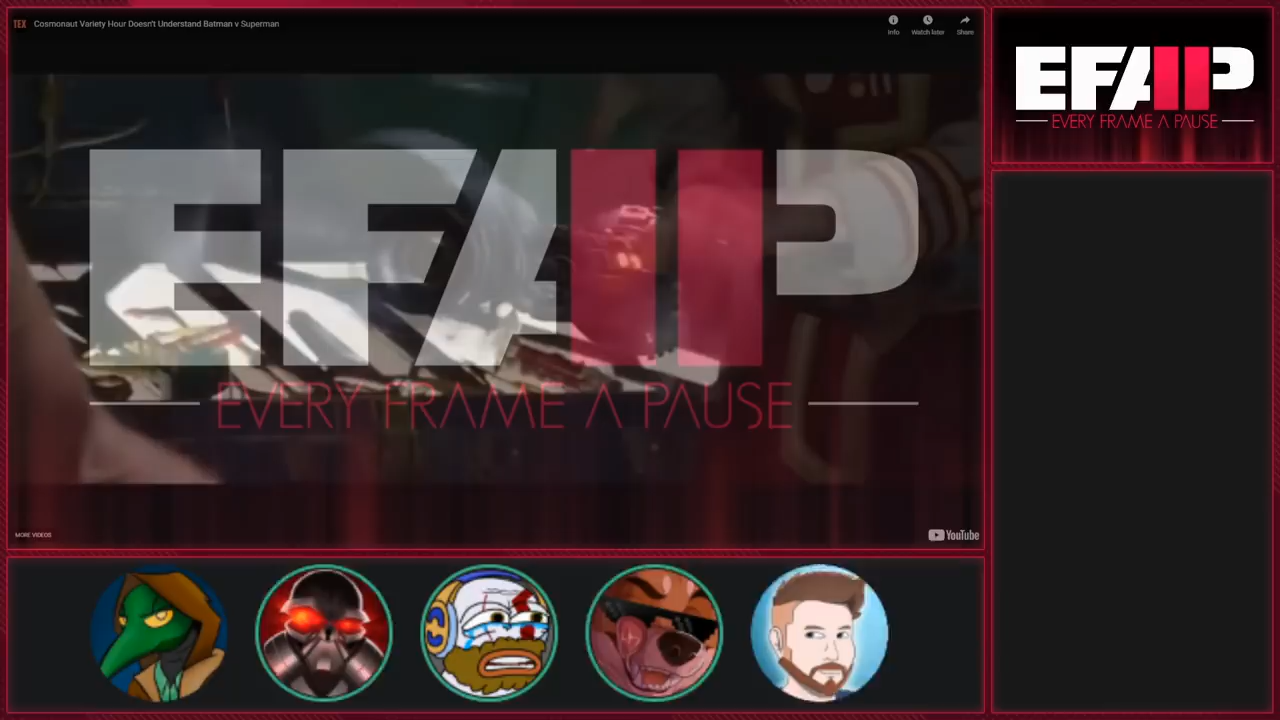 TEX Cosmonaut Variety Hour Doesn't Understand Batman v Superman
Info
Watch later
Share
EFAP
EVERY FRAME A PAUSE
EFAP
EVERY FRAME A PAUSE
MORE VIDEOS
YouTube